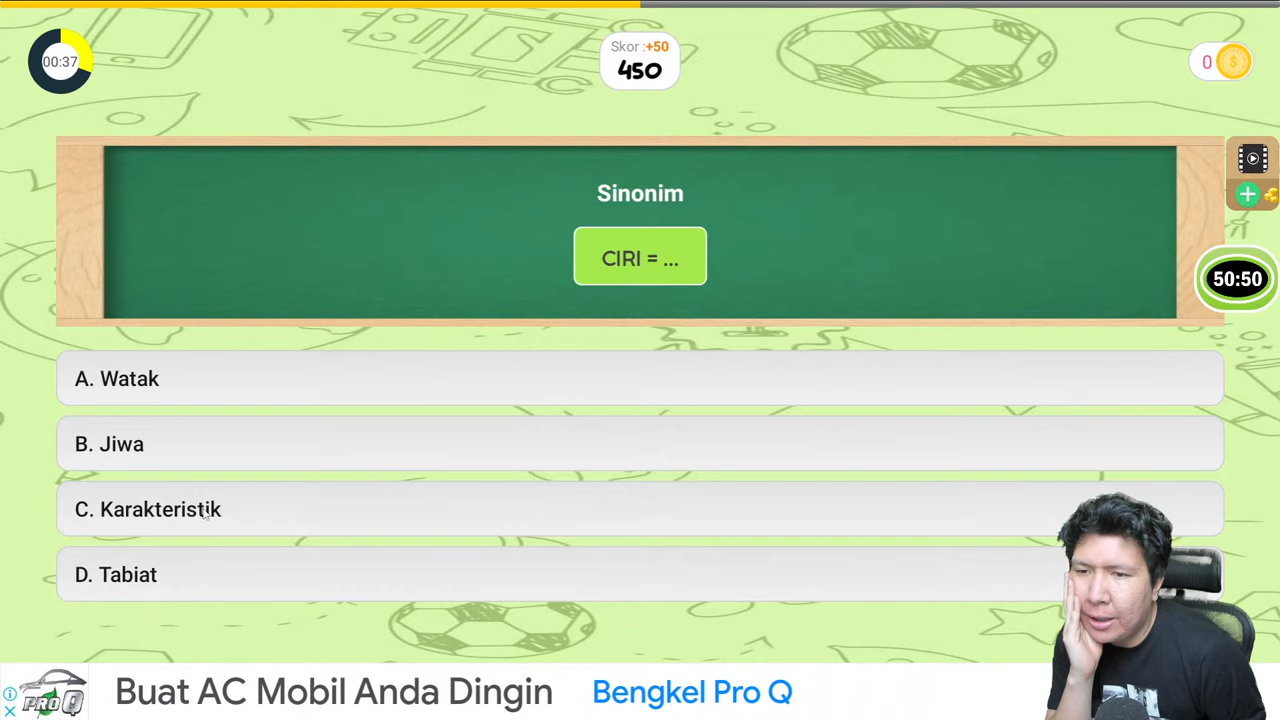 00:37
Skor :+50
450
0
Sinonim
CIRI = ...
50:50
A. Watak
B. Jiwa
C. Karakteristik
D. Tabiat
PRO Q
Buat AC Mobil Anda Dingin
Bengkel Pro Q